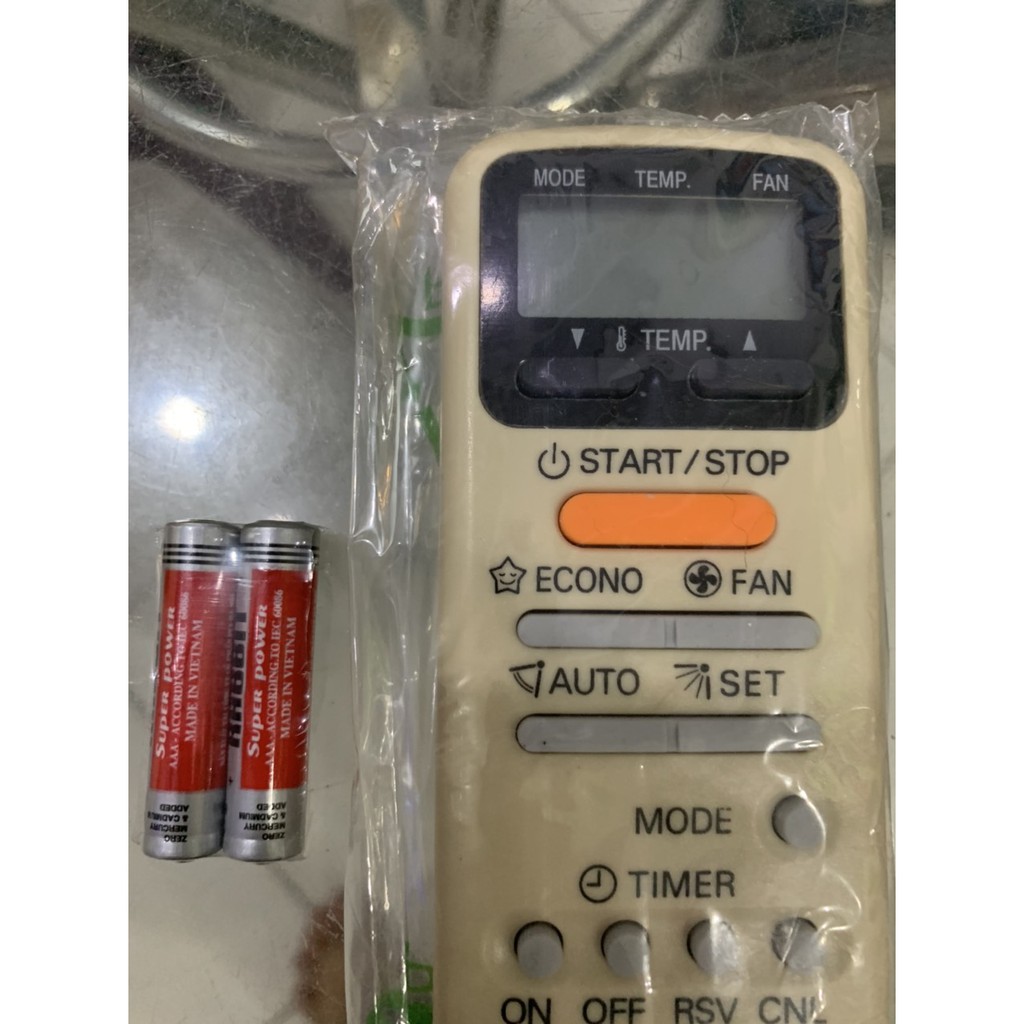 MODE TEMP. FAN
▼ TEMP. ▲
START/STOP
ECONO FAN
AUTO SET
MODE
TIMER
ON OFF RSV CNL
SUPER POWER
AAA - ACCORDING TO IEC 60086
MADE IN VIETNAM
ZERO
MERCURY
& CADMIUM
ADDED
RABBIT
SUPER POWER
AAA - ACCORDING TO IEC 60086
MADE IN VIETNAM
ZERO
MERCURY
& CADMIUM
ADDED